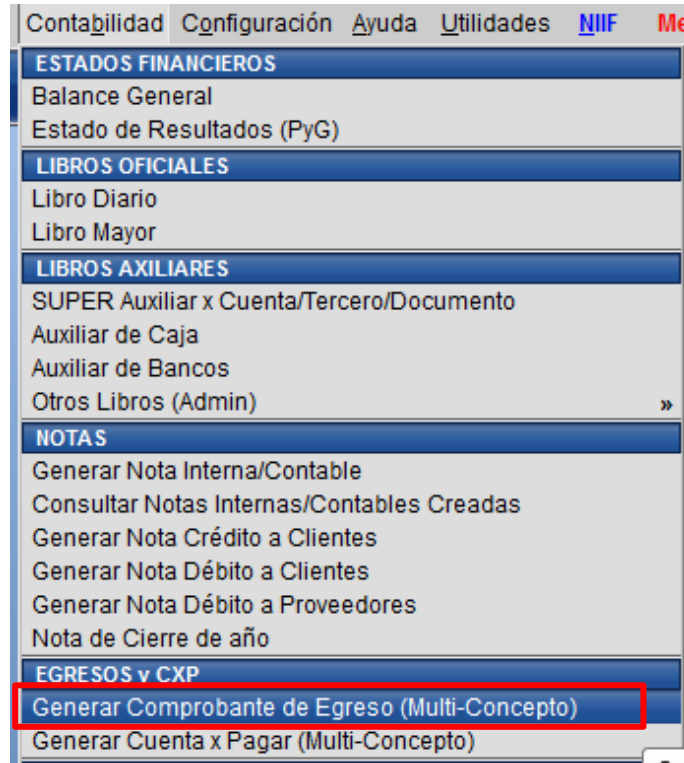 Contabilidad Configuración Ayuda Utilidades NIIF Me
ESTADOS FINANCIEROS
Balance General
Estado de Resultados (PyG)
LIBROS OFICIALES
Libro Diario
Libro Mayor
LIBROS AXILIARES
SUPER Auxiliar x Cuenta/Tercero/Documento
Auxiliar de Caja
Auxiliar de Bancos
Otros Libros (Admin) »
NOTAS
Generar Nota Interna/Contable
Consultar Notas Internas/Contables Creadas
Generar Nota Crédito a Clientes
Generar Nota Débito a Clientes
Generar Nota Débito a Proveedores
Nota de Cierre de año
EGRESOS y CXP
Generar Comprobante de Egreso (Multi-Concepto)
Generar Cuenta x Pagar (Multi-Concepto)